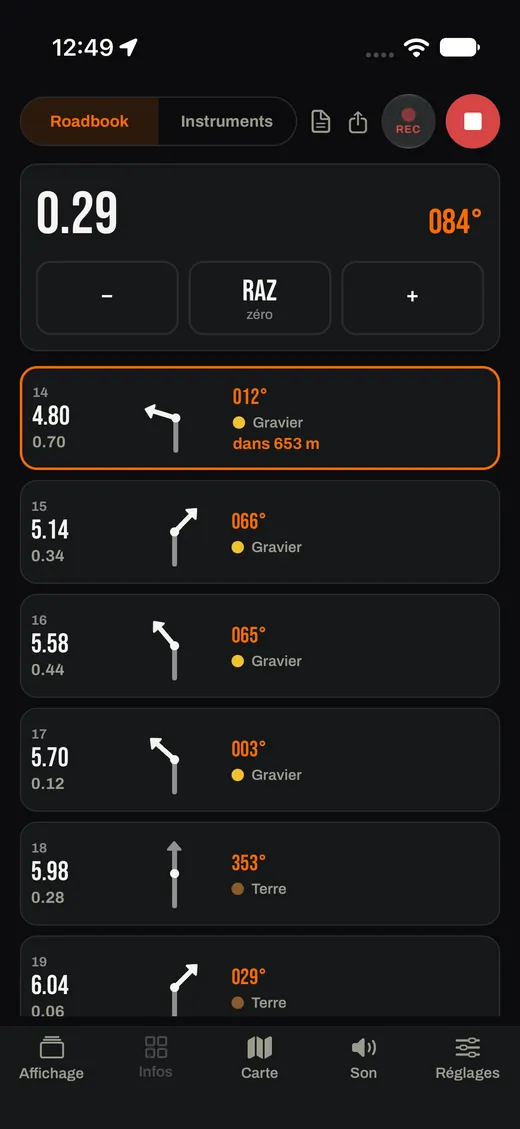 12:49
Roadbook
Instruments
REC
0.29
084°
−
RAZ
zéro
+
14
4.80
0.70
012°
Gravier
dans 653 m
15
5.14
0.34
066°
Gravier
16
5.58
0.44
065°
Gravier
17
5.70
0.12
003°
Gravier
18
5.98
0.28
353°
Terre
19
6.04
0.06
029°
Terre
Affichage
Infos
Carte
Son
Réglages